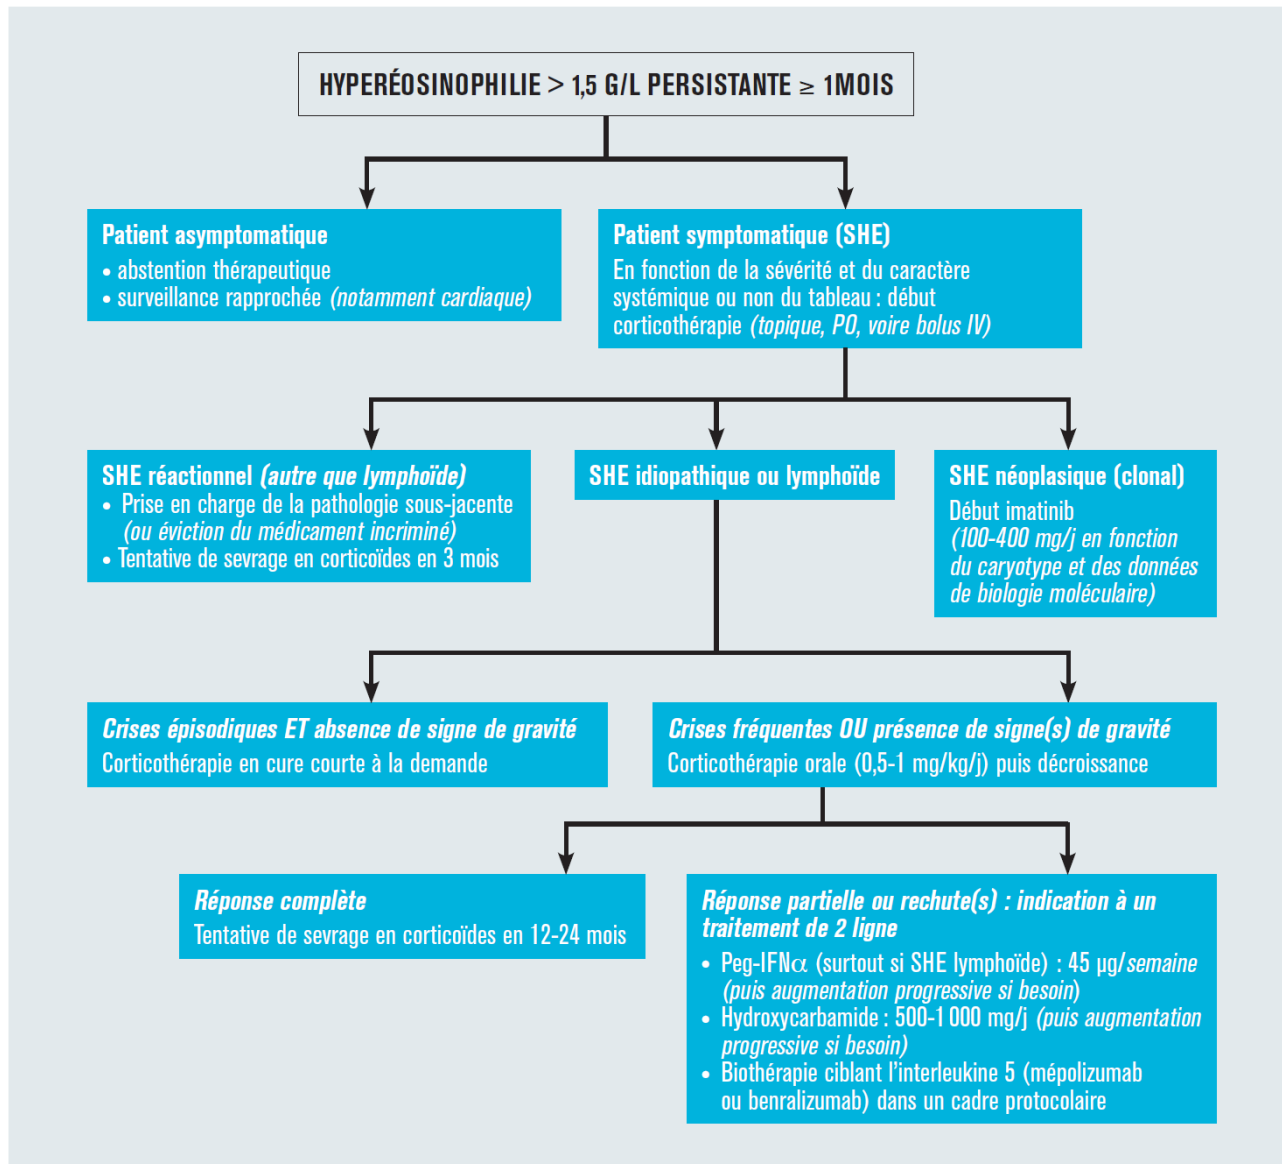 HYPERÉOSINOPHILIE > 1,5 G/L PERSISTANTE ≥ 1MOIS
Patient asymptomatique
• abstention thérapeutique
• surveillance rapprochée (notamment cardiaque)
Patient symptomatique (SHE)
En fonction de la sévérité et du caractère
systémique ou non du tableau : début
corticothérapie (topique, PO, voire bolus IV)
SHE réactionnel (autre que lymphoïde)
• Prise en charge de la pathologie sous-jacente
(ou éviction du médicament incriminé)
• Tentative de sevrage en corticoïdes en 3 mois
SHE idiopathique ou lymphoïde
SHE néoplasique (clonal)
Début imatinib
(100-400 mg/j en fonction
du caryotype et des données
de biologie moléculaire)
Crises épisodiques ET absence de signe de gravité
Corticothérapie en cure courte à la demande
Crises fréquentes OU présence de signe(s) de gravité
Corticothérapie orale (0,5-1 mg/kg/j) puis décroissance
Réponse complète
Tentative de sevrage en corticoïdes en 12-24 mois
Réponse partielle ou rechute(s) : indication à un
traitement de 2 ligne
• Peg-IFNα (surtout si SHE lymphoïde) : 45 µg/semaine
(puis augmentation progressive si besoin)
• Hydroxycarbamide : 500-1 000 mg/j (puis augmentation
progressive si besoin)
• Biothérapie ciblant l'interleukine 5 (mépolizumab
ou benralizumab) dans un cadre protocolaire